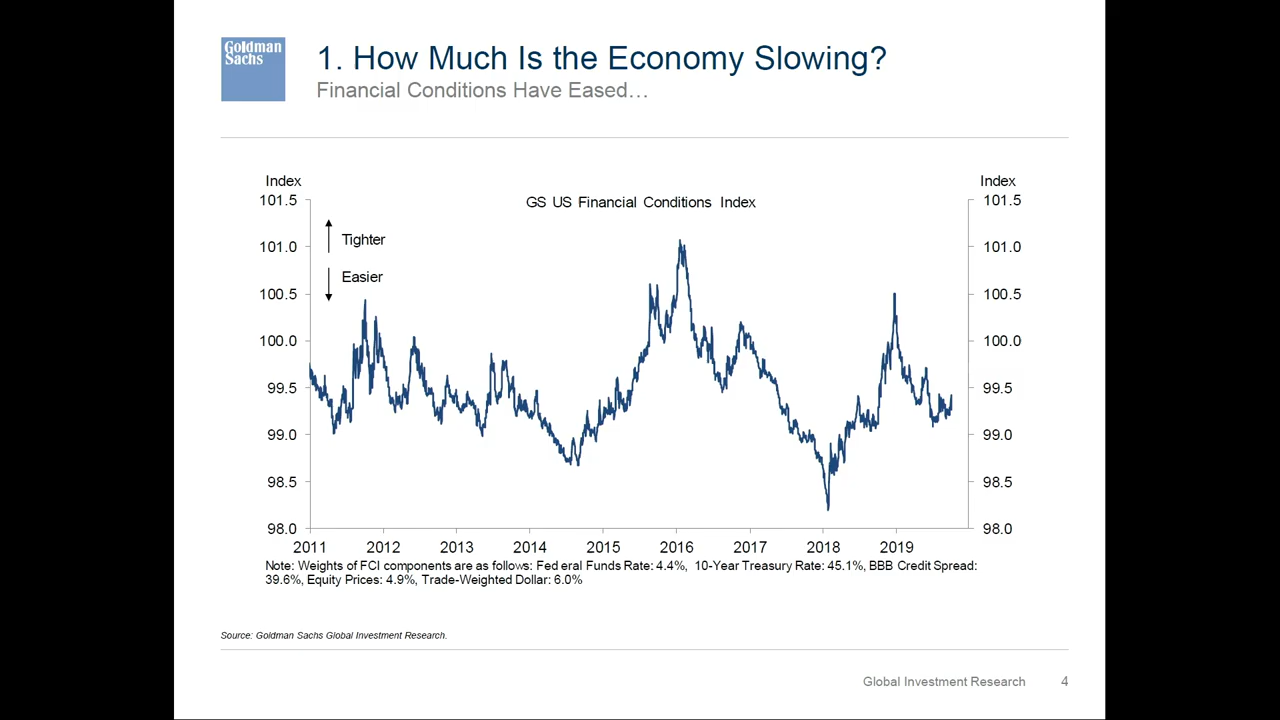 Goldman
Sachs
1. How Much Is the Economy Slowing?
Financial Conditions Have Eased…
Index
Index
101.5
GS US Financial Conditions Index
101.5
Tighter
101.0
101.0
Easier
100.5
100.5
100.0
100.0
99.5
99.5
99.0
99.0
98.5
98.5
98.0
98.0
2011 2012 2013 2014 2015 2016 2017 2018 2019
Note: Weights of FCI components are as follows: Fed eral Funds Rate: 4.4%, 10-Year Treasury Rate: 45.1%, BBB Credit Spread:
39.6%, Equity Prices: 4.9%, Trade-Weighted Dollar: 6.0%
Source: Goldman Sachs Global Investment Research.
Global Investment Research 4